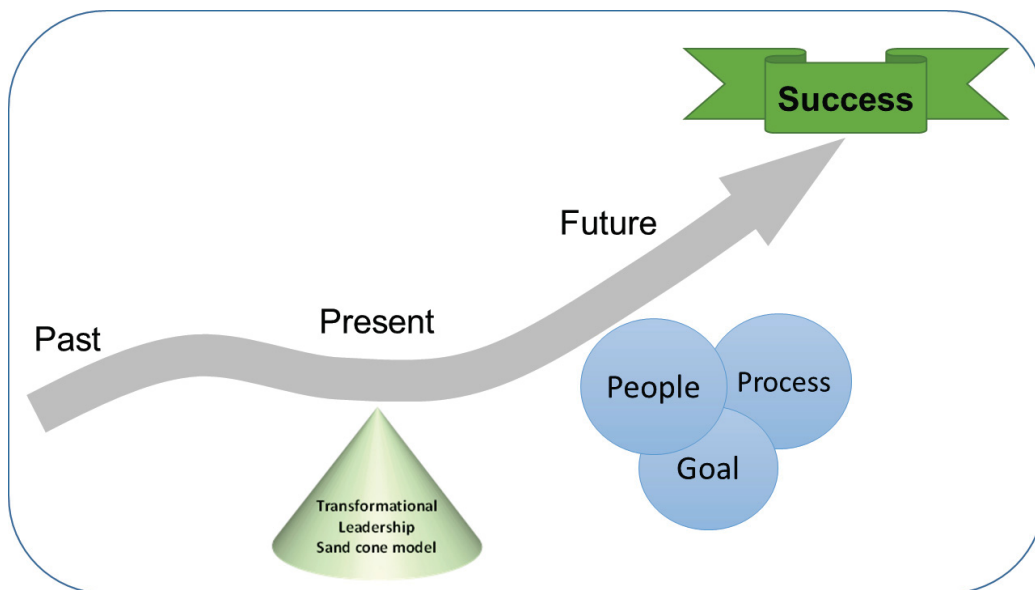 Success
Future
Present
Past
People
Process
Goal
Transformational
Leadership
Sand cone model